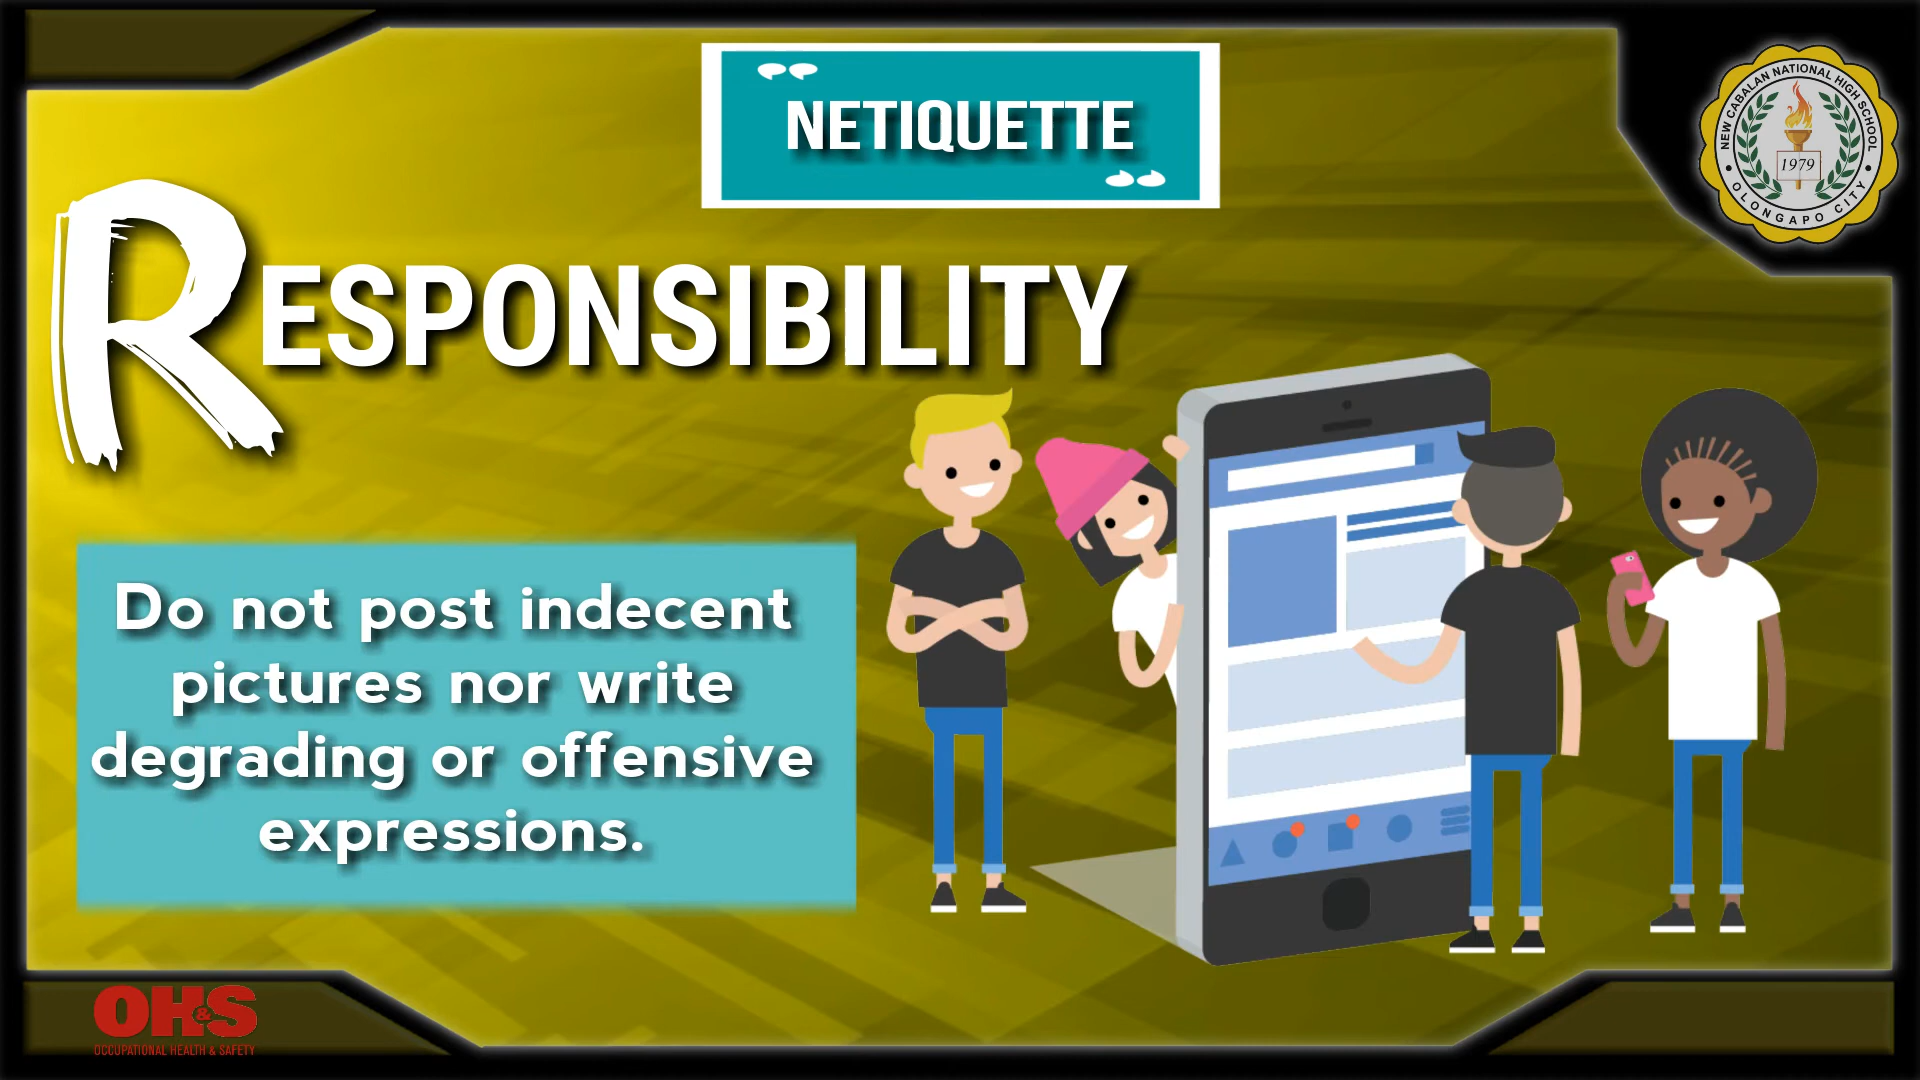 NETIQUETTE
NEW CABALAN NATIONAL HIGH SCHOOL
1979
OLONGAPO CITY
RESPONSIBILITY
Do not post indecent
pictures nor write
degrading or offensive
expressions.
OH&S
OCCUPATIONAL HEALTH & SAFETY